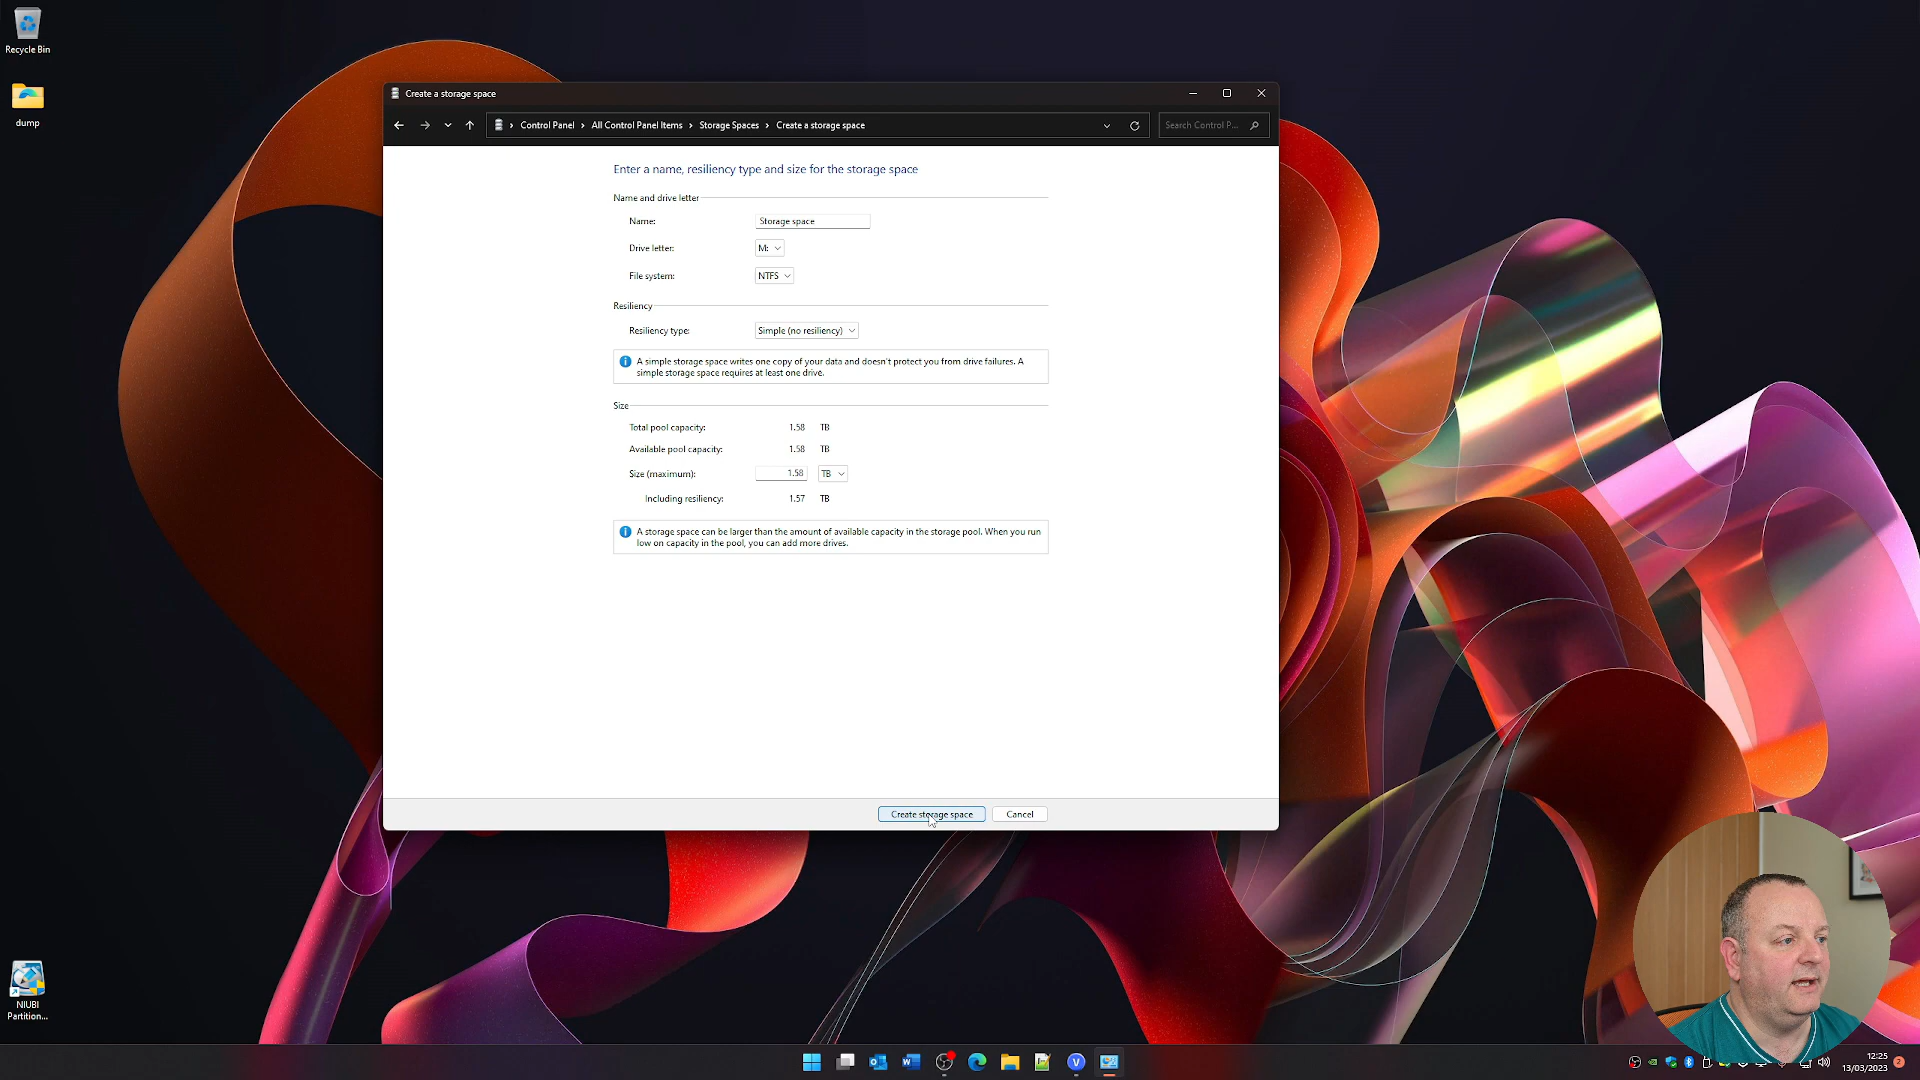 Recycle Bin
dump
Create a storage space
Control Panel › All Control Panel Items › Storage Spaces › Create a storage space
Search Control P...
Enter a name, resiliency type and size for the storage space
Name and drive letter
Name: Storage space
Drive letter: M:
File system: NTFS
Resiliency
Resiliency type: Simple (no resiliency)
A simple storage space writes one copy of your data and doesn't protect you from drive failures. A
simple storage space requires at least one drive.
Size
Total pool capacity: 1.58 TB
Available pool capacity: 1.58 TB
Size (maximum): 1.58 TB
Including resiliency: 1.57 TB
A storage space can be larger than the amount of available capacity in the storage pool. When you run
low on capacity in the pool, you can add more drives.
Create storage space Cancel
NIUBI
Partition...
12:25
13/03/2023
2